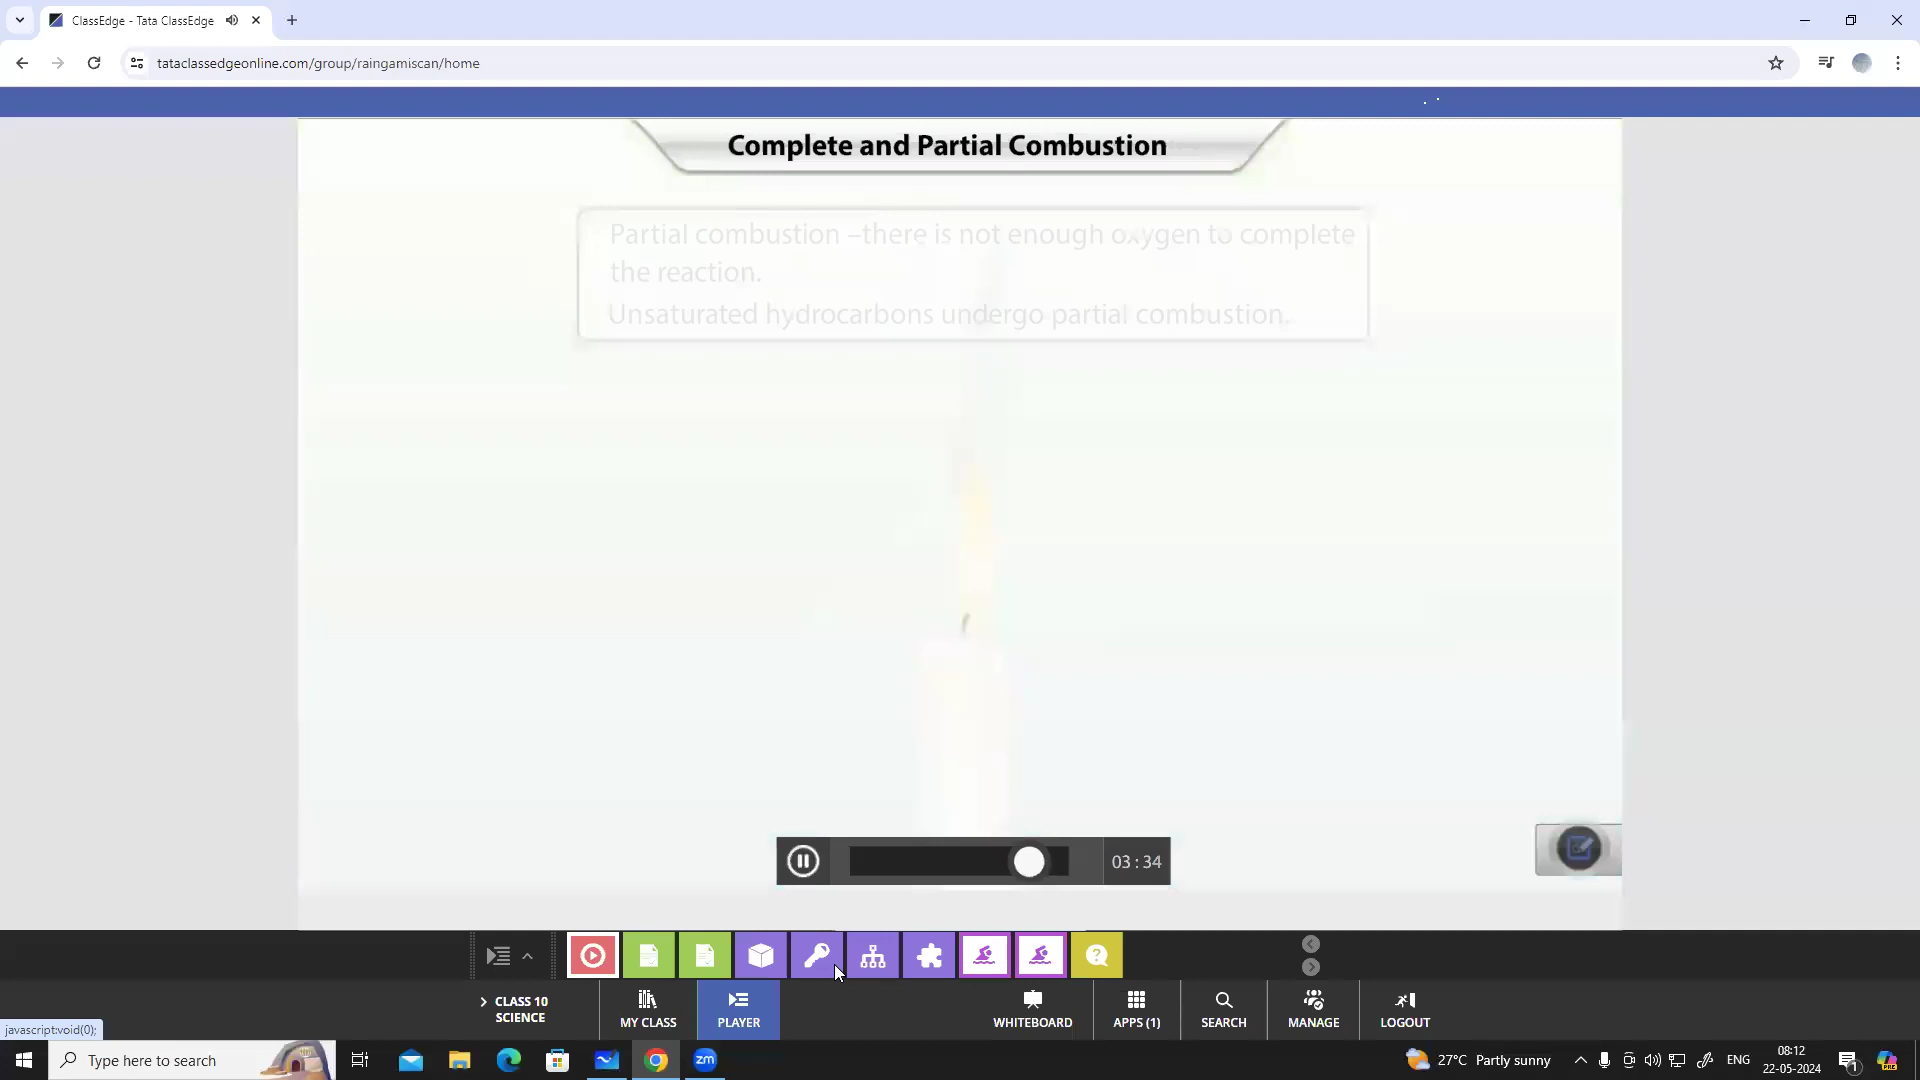 ClassEdge - Tata ClassEdge
tataclassedgeonline.com/group/raingamiscan/home
Complete and Partial Combustion
Partial combustion –there is not enough oxygen to complete
the reaction.
Unsaturated hydrocarbons undergo partial combustion.
03 : 34
CLASS 10
SCIENCE
MY CLASS
PLAYER
WHITEBOARD
APPS (1)
SEARCH
MANAGE
LOGOUT
javascript:void(0);
Type here to search
zm
27°C Partly sunny
ENG
08:12
22-05-2024
1
PRE